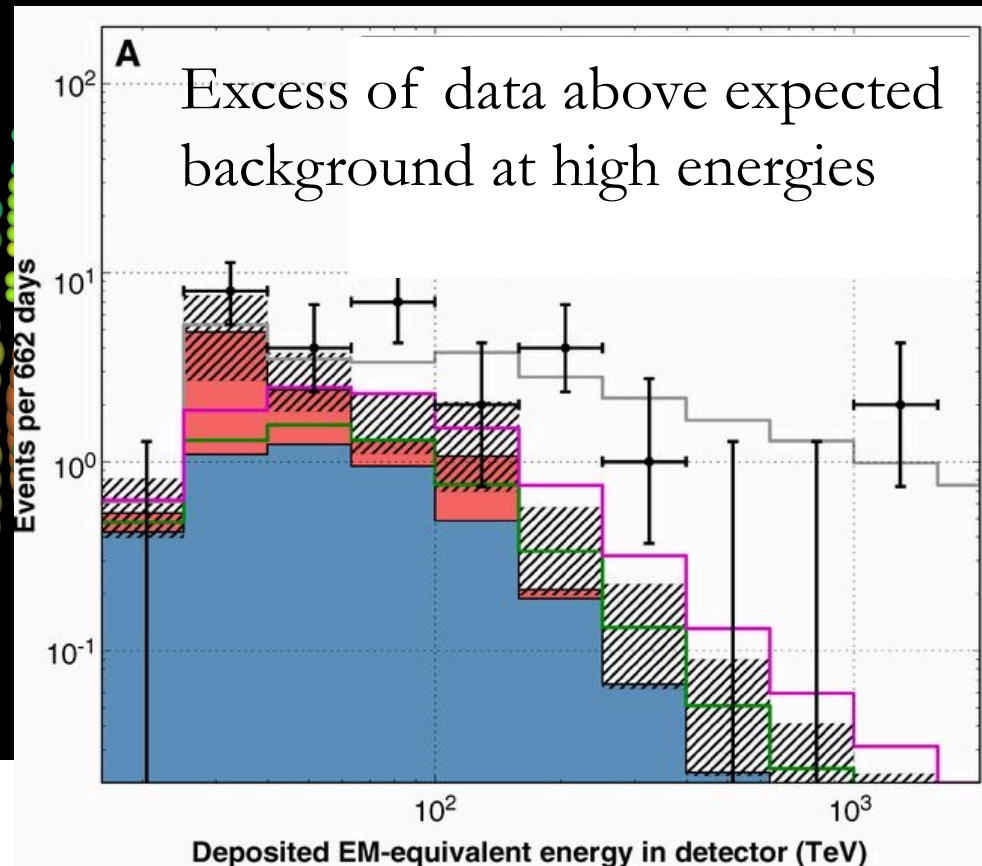 A
Excess of data above expected
background at high energies
10²
10¹
10⁰
10⁻¹
Events per 662 days
10²
10³
Deposited EM-equivalent energy in detector (TeV)